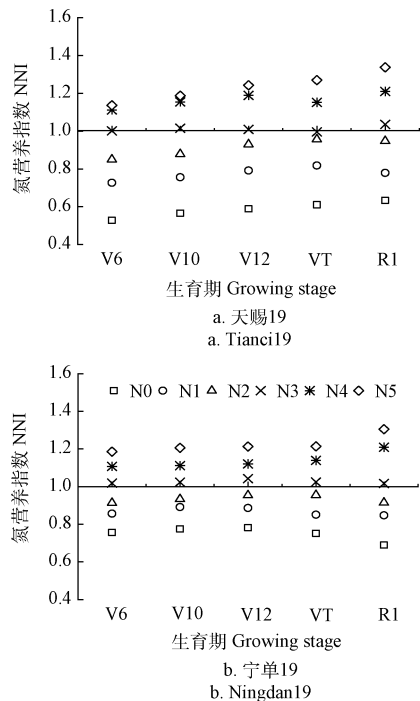 氮营养指数 NNI
1.6
1.4
1.2
1.0
0.8
0.6
0.4
V6 V10 V12 VT R1
生育期 Growing stage
a. 天赐19
a. Tianci19
氮营养指数 NNI
1.6
1.4
1.2
1.0
0.8
0.6
0.4
N0 N1 N2 N3 N4 N5
V6 V10 V12 VT R1
生育期 Growing stage
b. 宁单19
b. Ningdan19